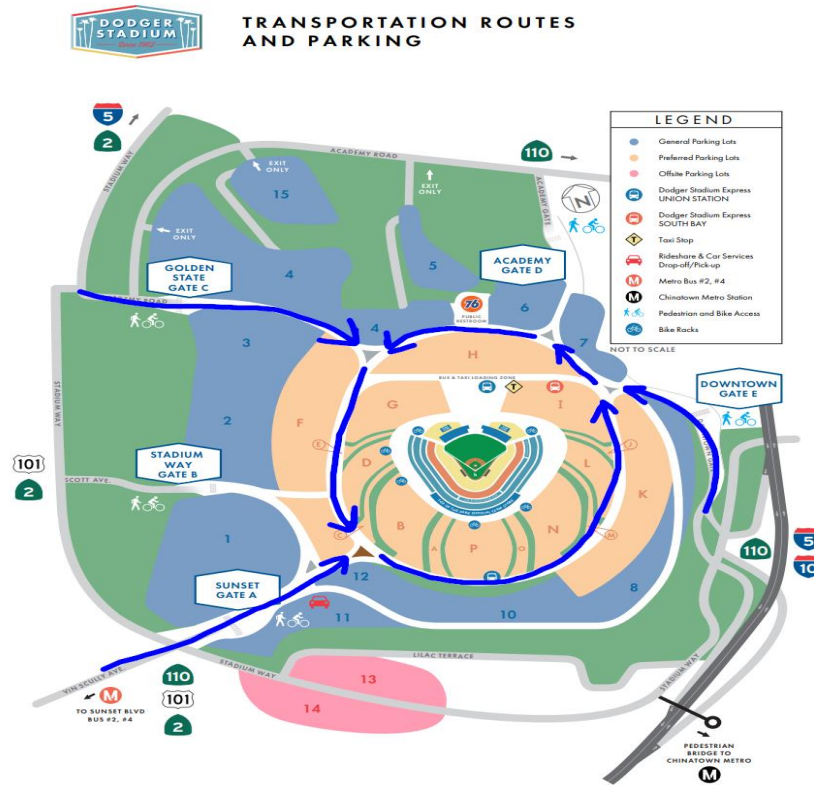 DODGER
STADIUM
Since 1962
TRANSPORTATION ROUTES
AND PARKING
5
2
STADIUM WAY
ACADEMY ROAD
110
EXIT
ONLY
15
EXIT
ONLY
ACADEMY GATE
N
EXIT
ONLY
4
5
GOLDEN
STATE
GATE C
ACADEMY
GATE D
76
PUBLIC
RESTROOM
6
7
4
3
H
BUS & TAXI LOADING ZONE
T
G
I
LEGEND
General Parking Lots
Preferred Parking Lots
Offsite Parking Lots
Dodger Stadium Express
UNION STATION
Dodger Stadium Express
SOUTH BAY
T
Taxi Stop
Rideshare & Car Services
Drop-off/Pick-up
M
Metro Bus #2, #4
M
Chinatown Metro Station
Pedestrian and Bike Access
Bike Racks
NOT TO SCALE
DOWNTOWN
GATE E
STADIUM WAY
2
F
E
J
D
L
K
STADIUM
WAY
GATE B
101
2
SCOTT AVE.
1
C
B
A
P
O
N
M
110
5
10
SUNSET
GATE A
12
11
10
8
LILAC TERRACE
STADIUM WAY
STADIUM WAY
VIN SCULLY AVE.
M
TO SUNSET BLVD
BUS #2, #4
110
101
2
13
14
PEDESTRIAN
BRIDGE TO
CHINATOWN METRO
M